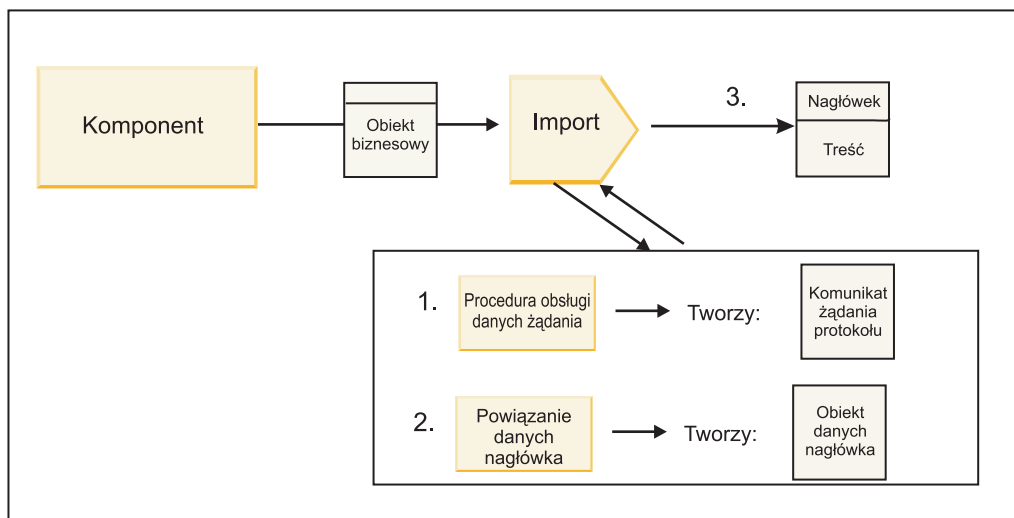 Komponent
Obiekt
biznesowy
Import
3.
Nagłówek
Treść
1.
Procedura obsługi
danych żądania
Tworzy:
Komunikat
żądania
protokołu
2.
Powiązanie
danych
nagłówka
Tworzy:
Obiekt
danych
nagłówka